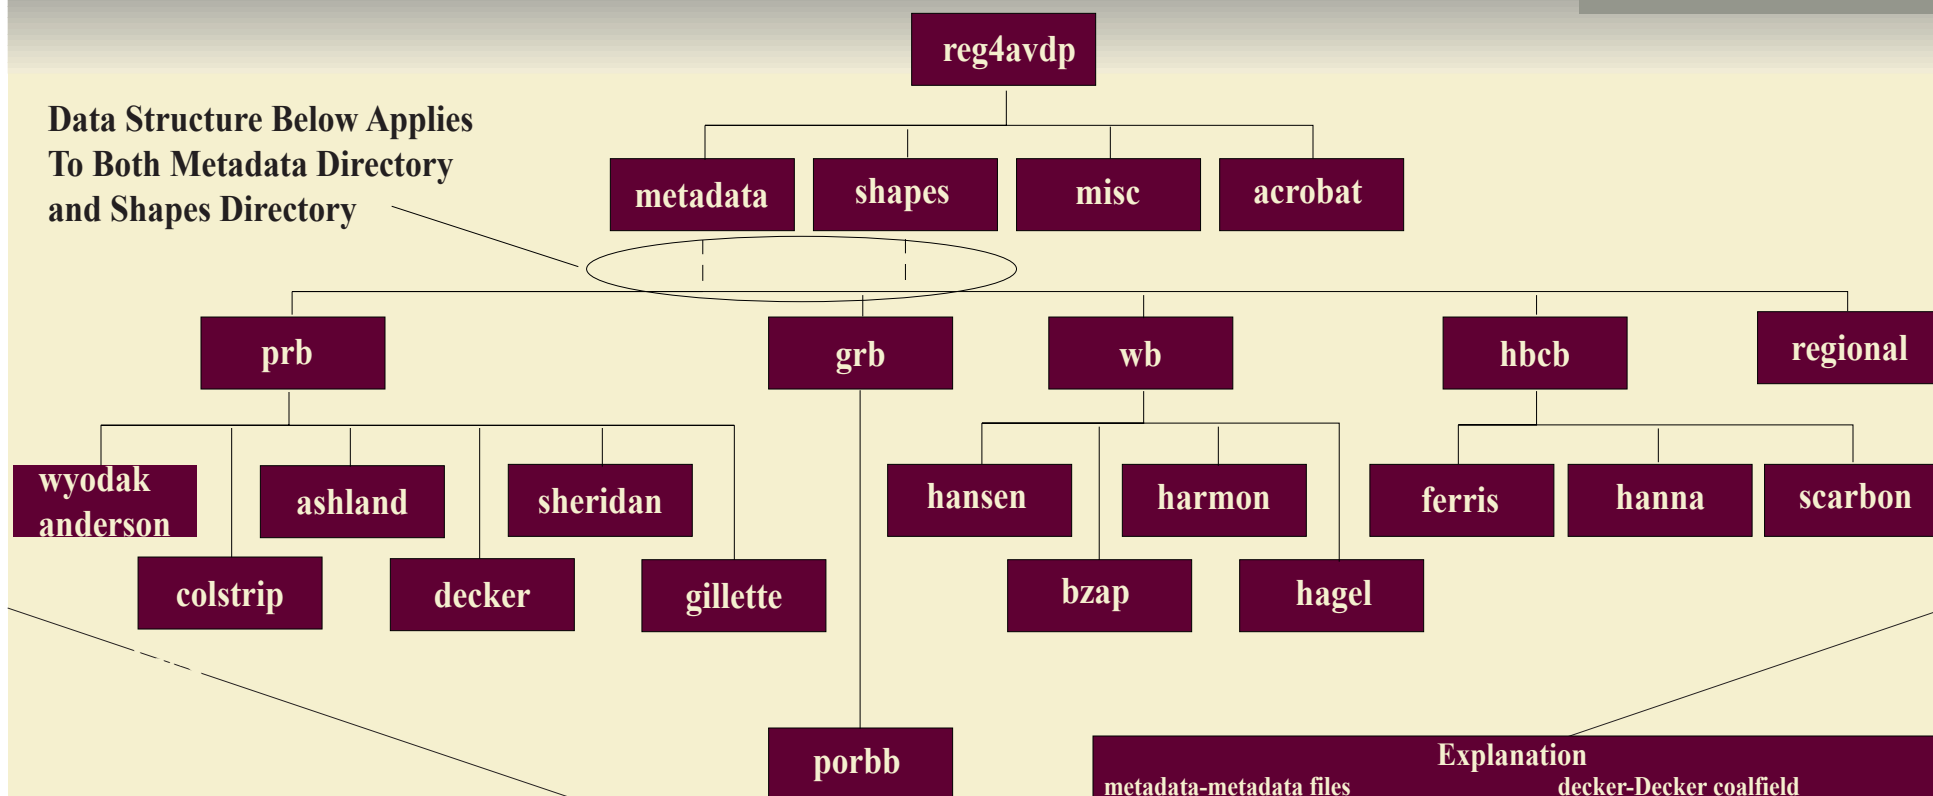 reg4avdp
Data Structure Below Applies
To Both Metadata Directory
and Shapes Directory
metadata
shapes
misc
acrobat
prb
grb
wb
hbcb
regional
wyodak
anderson
ashland
sheridan
hansen
harmon
ferris
hanna
scarbon
colstrip
decker
gillette
bzap
hagel
porbb
Explanation
metadata-metadata files
decker-Decker coalfield